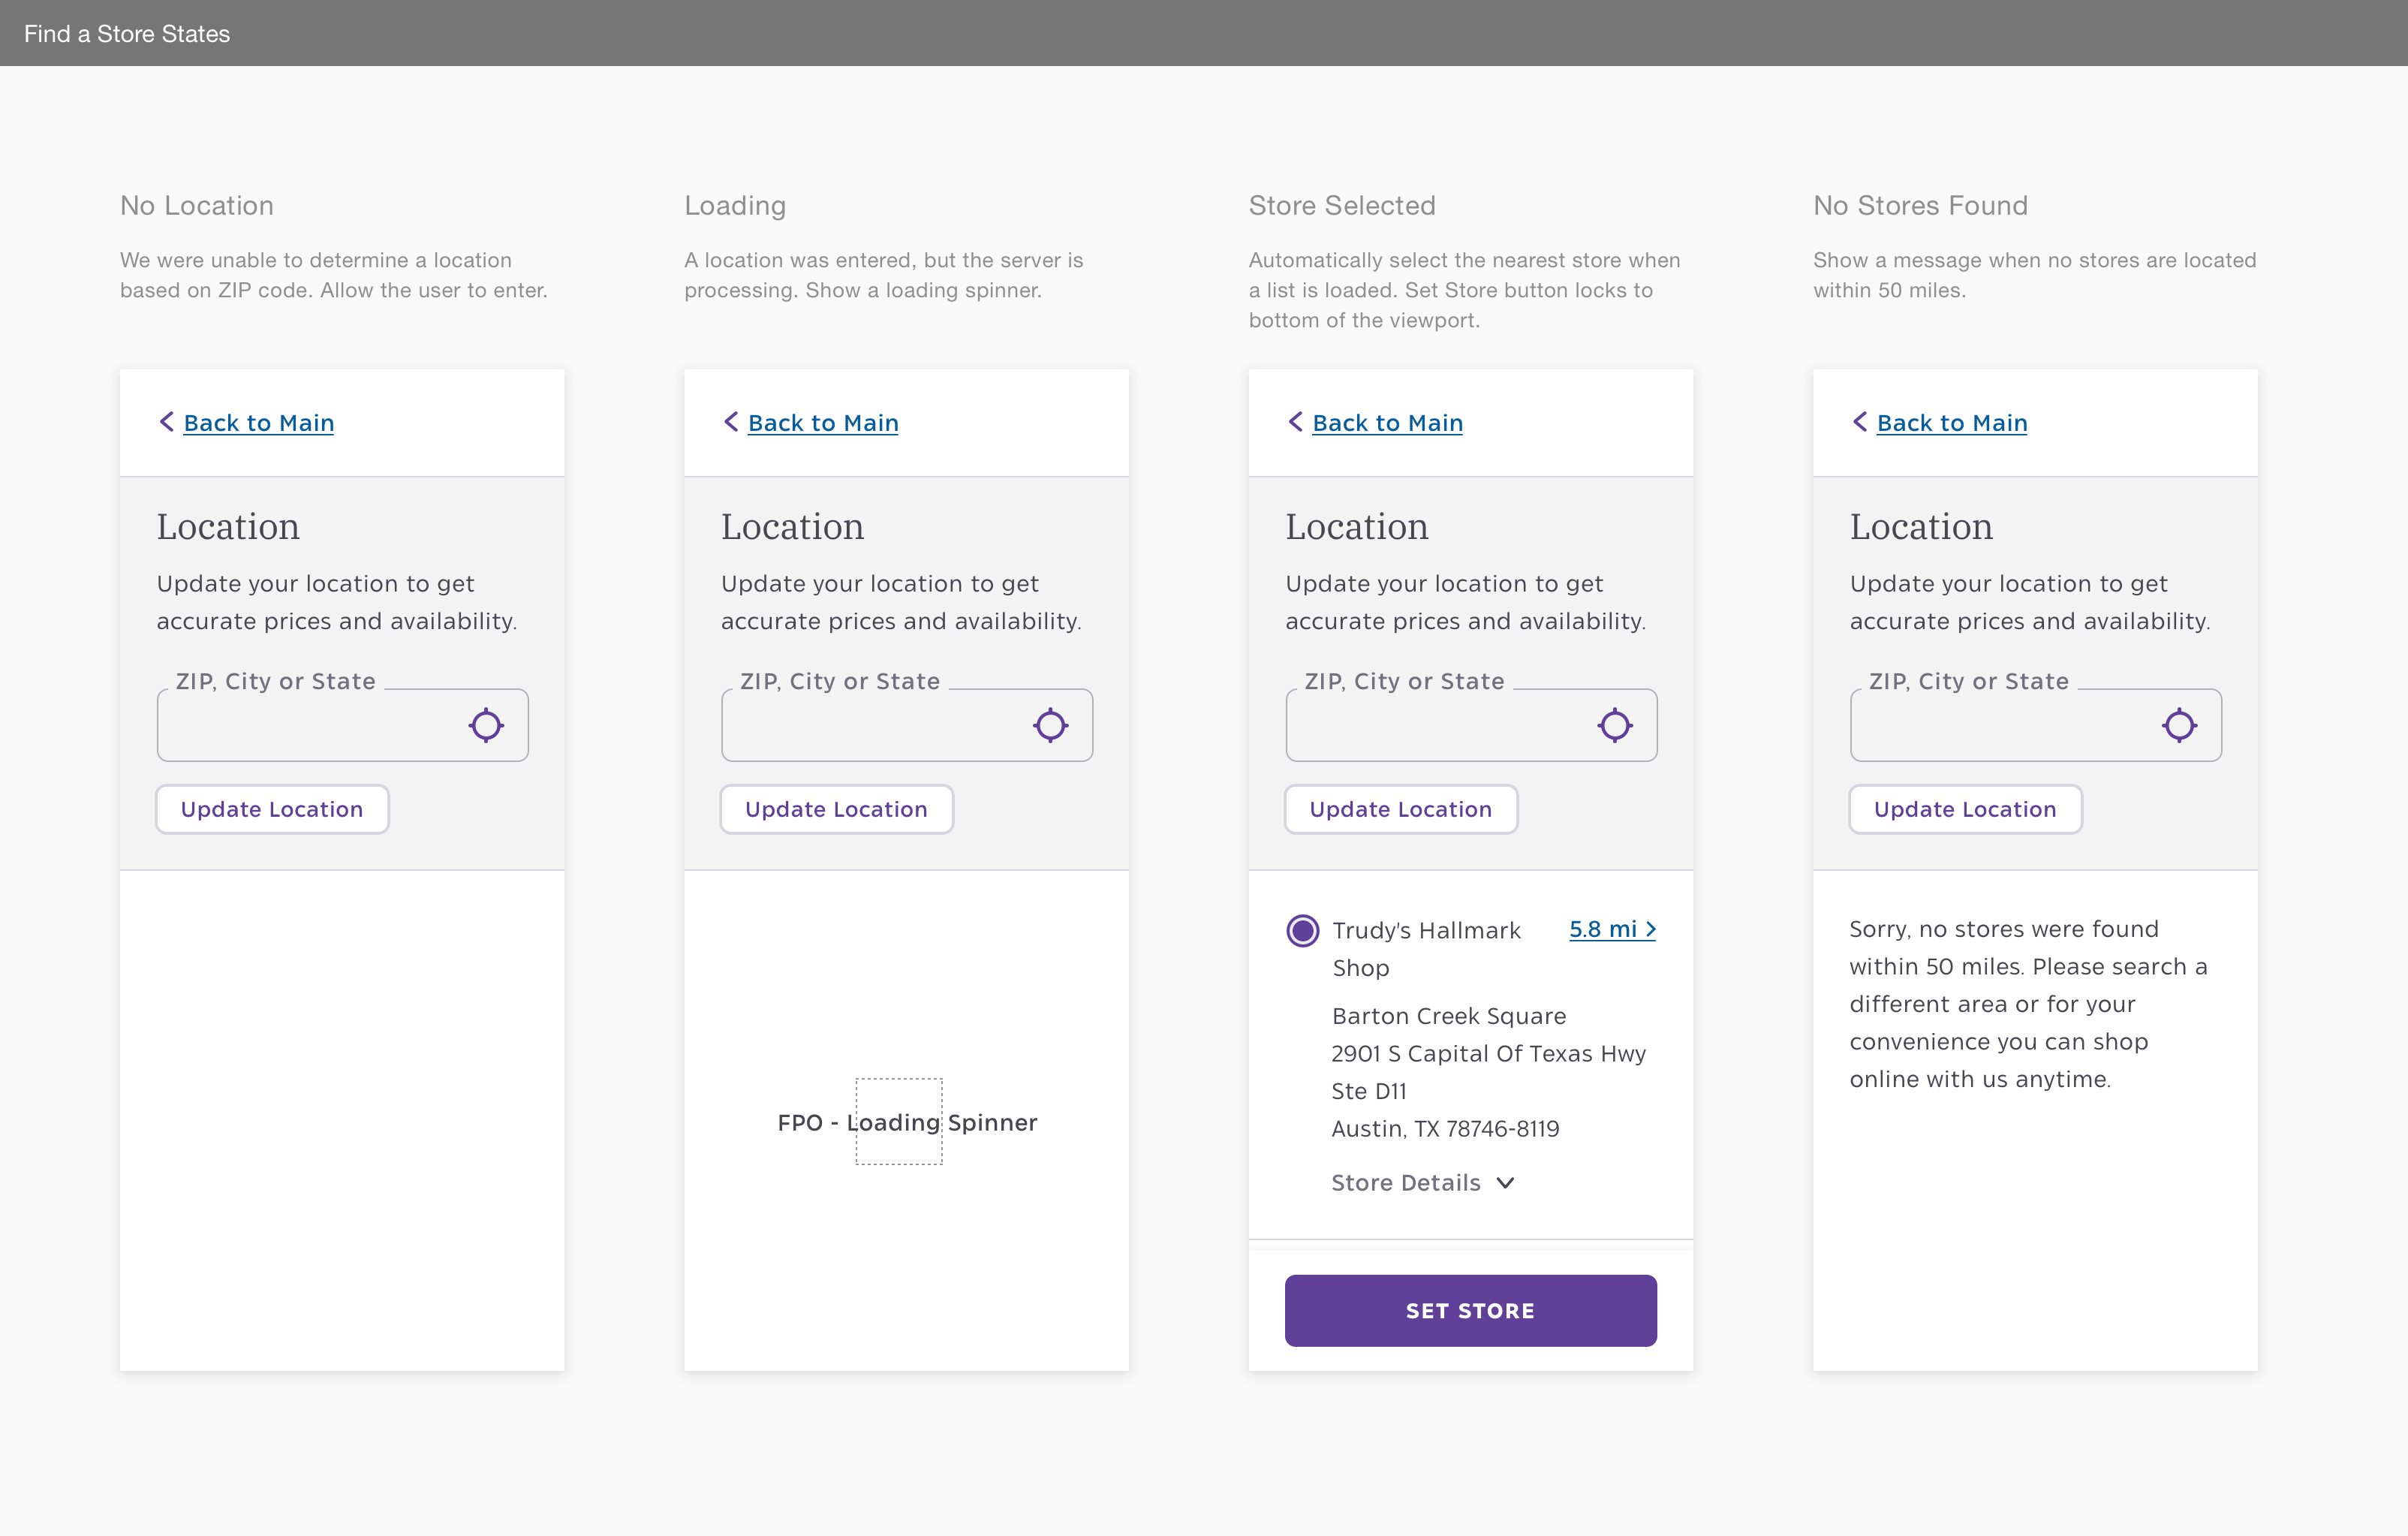 Find a Store States
No Location
We were unable to determine a location
based on ZIP code. Allow the user to enter.
Back to Main
Location
Update your location to get
accurate prices and availability.
ZIP, City or State
Update Location
Loading
A location was entered, but the server is
processing. Show a loading spinner.
Back to Main
Location
Update your location to get
accurate prices and availability.
ZIP, City or State
Update Location
FPO - Loading Spinner
Store Selected
Automatically select the nearest store when
a list is loaded. Set Store button locks to
bottom of the viewport.
Back to Main
Location
Update your location to get
accurate prices and availability.
ZIP, City or State
Update Location
Trudy's Hallmark
Shop
5.8 mi
Barton Creek Square
2901 S Capital Of Texas Hwy
Ste D11
Austin, TX 78746-8119
Store Details
SET STORE
No Stores Found
Show a message when no stores are located
within 50 miles.
Back to Main
Location
Update your location to get
accurate prices and availability.
ZIP, City or State
Update Location
Sorry, no stores were found
within 50 miles. Please search a
different area or for your
convenience you can shop
online with us anytime.